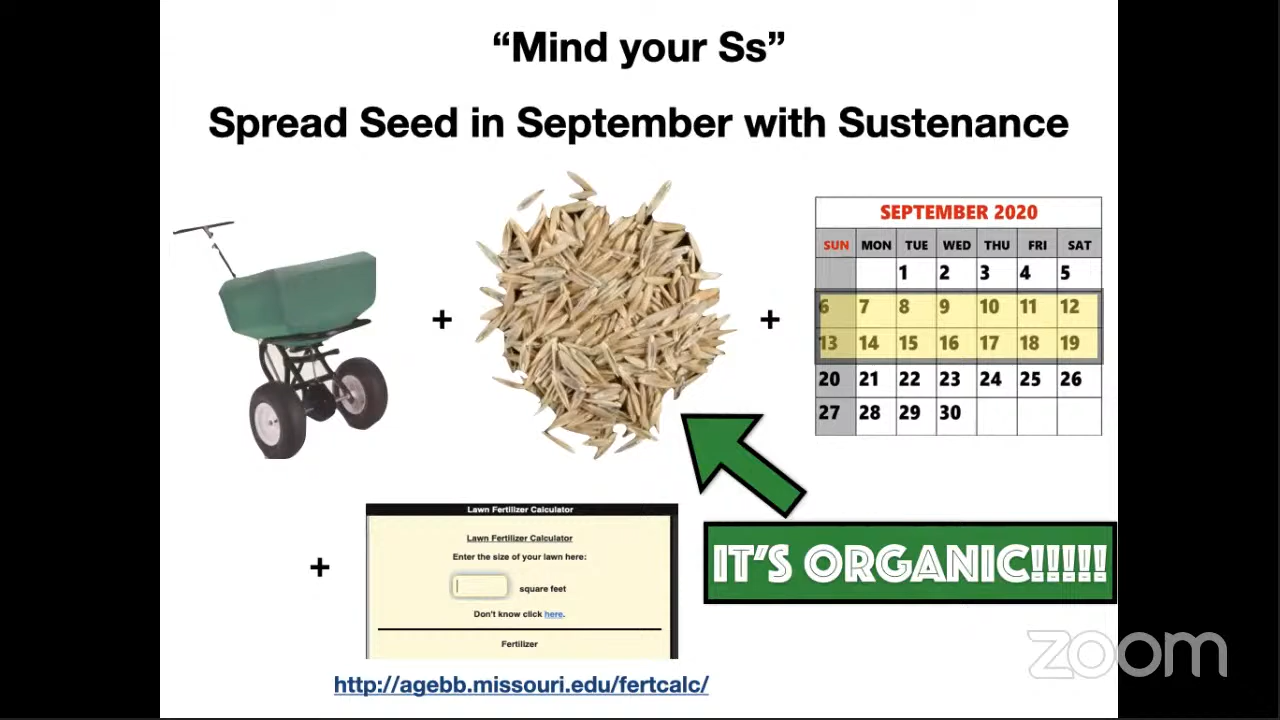 “Mind your Ss”
Spread Seed in September with Sustenance
+
+
SEPTEMBER 2020
SUN MON TUE WED THU FRI SAT
1 2 3 4 5
6 7 8 9 10 11 12
13 14 15 16 17 18 19
20 21 22 23 24 25 26
27 28 29 30
+
Lawn Fertilizer Calculator
Lawn Fertilizer Calculator
Enter the size of your lawn here:
square feet
Don't know click here.
Fertilizer
IT'S ORGANIC!!!!!
http://agebb.missouri.edu/fertcalc/
zoom